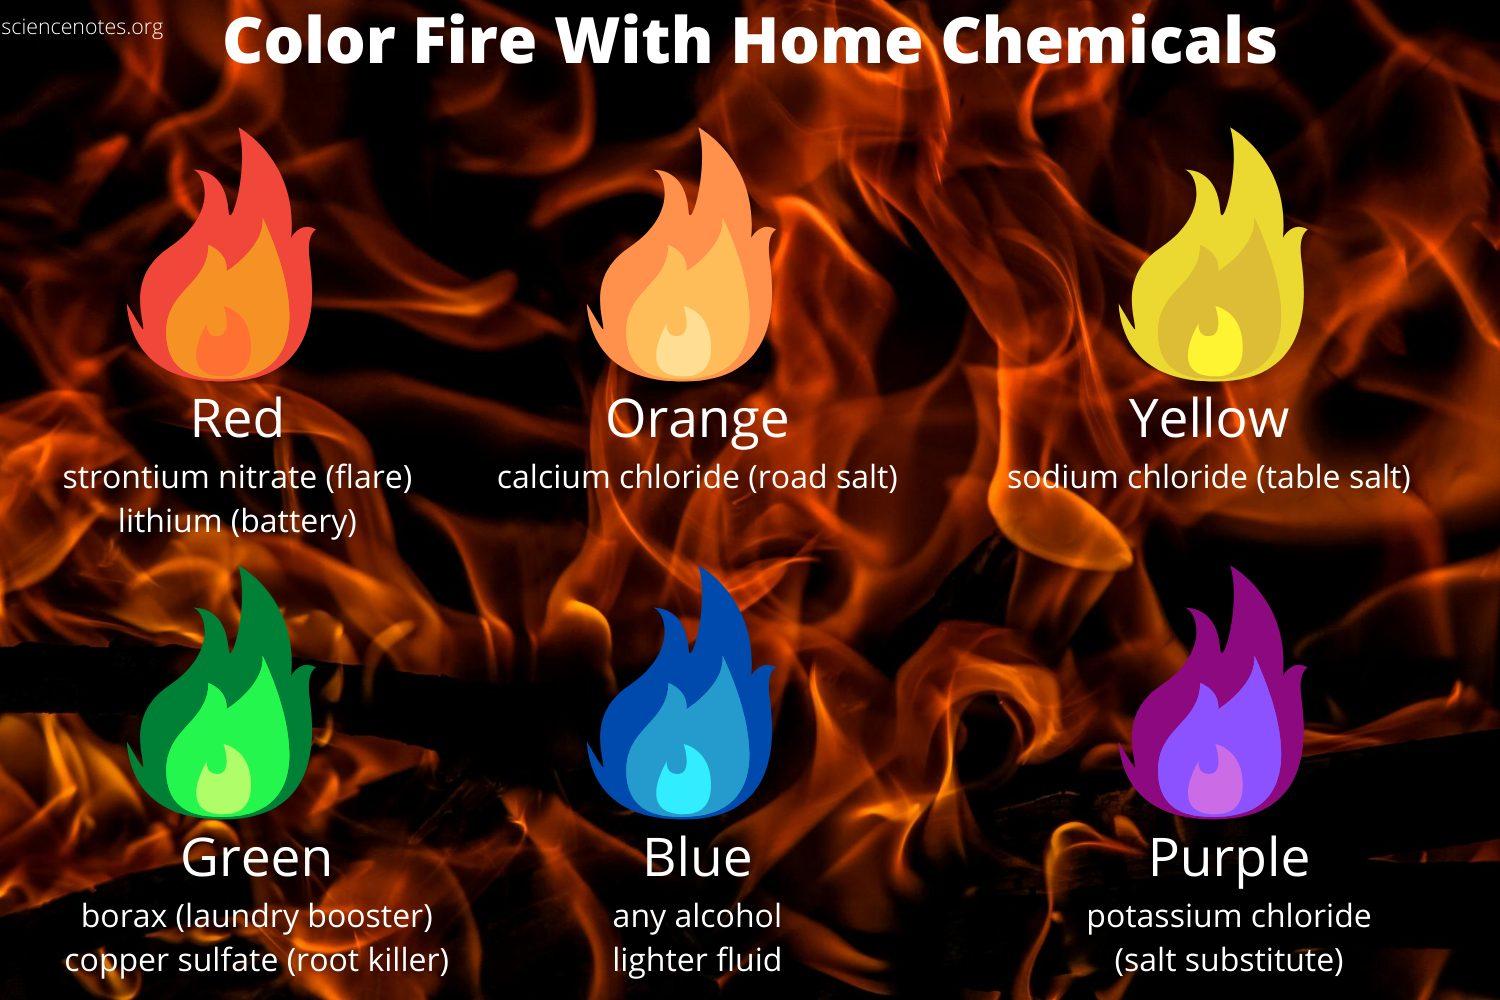 sciencenotes.org
Color Fire With Home Chemicals
Red
strontium nitrate (flare)
lithium (battery)
Orange
calcium chloride (road salt)
Yellow
sodium chloride (table salt)
Green
borax (laundry booster)
copper sulfate (root killer)
Blue
any alcohol
lighter fluid
Purple
potassium chloride
(salt substitute)